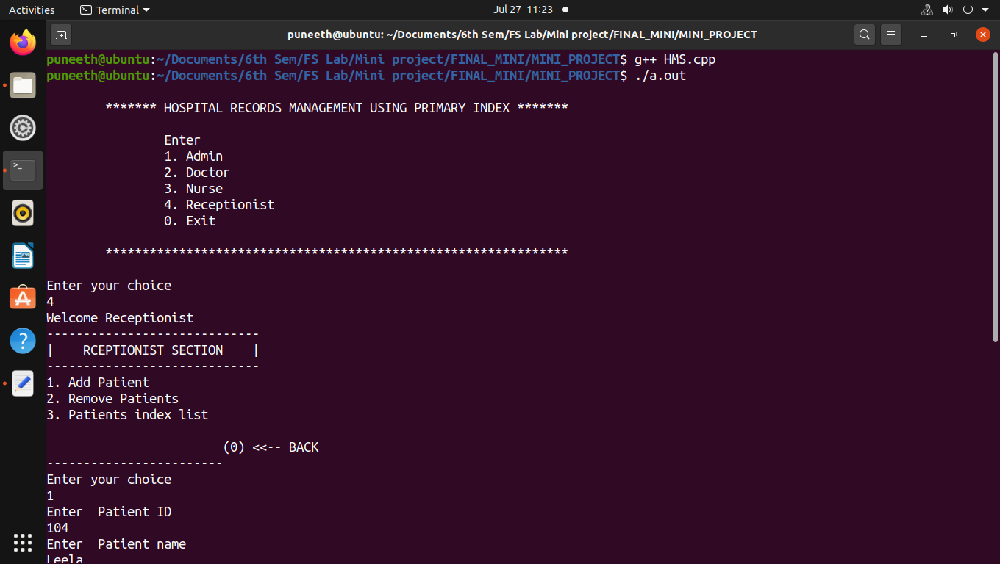 Activities
Terminal
Jul 27 11:23
puneeth@ubuntu: ~/Documents/6th Sem/FS Lab/Mini project/FINAL_MINI/MINI_PROJECT
puneeth@ubuntu:~/Documents/6th Sem/FS Lab/Mini project/FINAL_MINI/MINI_PROJECT$ g++ HMS.cpp
puneeth@ubuntu:~/Documents/6th Sem/FS Lab/Mini project/FINAL_MINI/MINI_PROJECT$ ./a.out
******* HOSPITAL RECORDS MANAGEMENT USING PRIMARY INDEX *******
Enter
1. Admin
2. Doctor
3. Nurse
4. Receptionist
0. Exit
***************************************************************
Enter your choice
4
Welcome Receptionist
-----------------------------
|    RCEPTIONIST SECTION    |
-----------------------------
1. Add Patient
2. Remove Patients
3. Patients index list
(0) <<-- BACK
------------------------
Enter your choice
1
Enter  Patient ID
104
Enter  Patient name
Leela